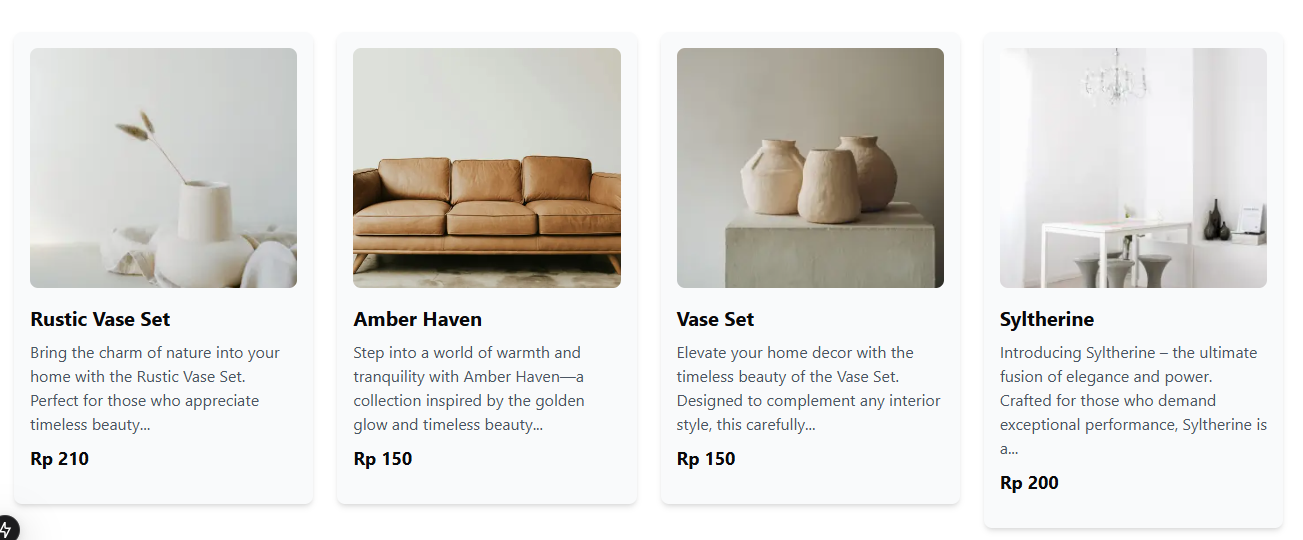 Rustic Vase Set
Bring the charm of nature into your
home with the Rustic Vase Set.
Perfect for those who appreciate
timeless beauty...
Rp 210
Amber Haven
Step into a world of warmth and
tranquility with Amber Haven—a
collection inspired by the golden
glow and timeless beauty...
Rp 150
Vase Set
Elevate your home decor with the
timeless beauty of the Vase Set.
Designed to complement any interior
style, this carefully...
Rp 150
Syltherine
Introducing Syltherine – the ultimate
fusion of elegance and power.
Crafted for those who demand
exceptional performance, Syltherine is
a...
Rp 200